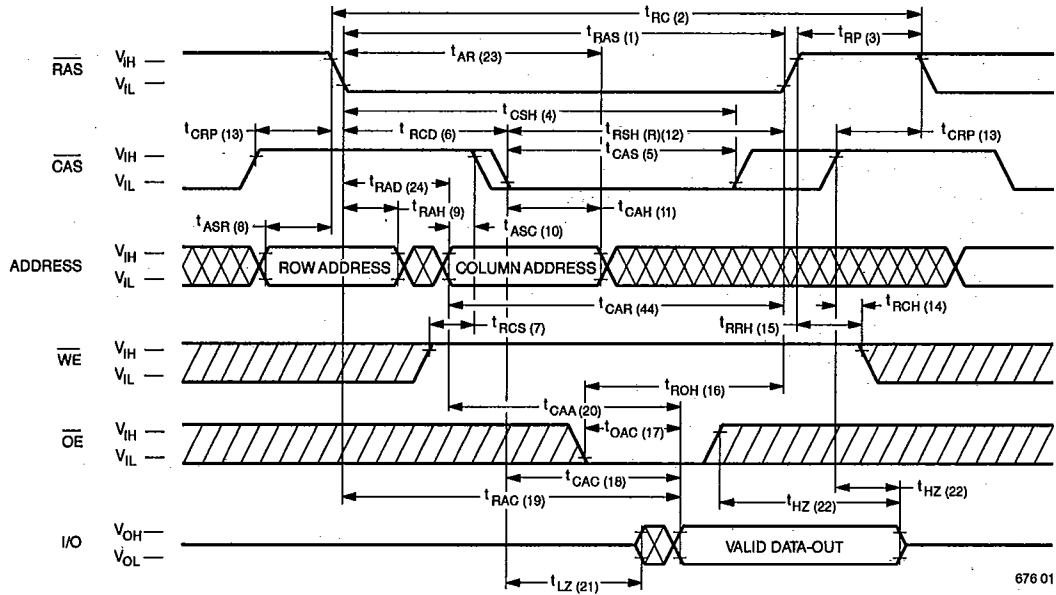 tRC (2)
tRAS (1)
tRP (3)
tAR (23)
RAS
VIH
VIL
tCSH (4)
tCRP (13)
tRCD (6)
tRSH (R)(12)
tCRP (13)
tCAS (5)
CAS
VIH
VIL
tRAD (24)
tRAH (9)
tCAH (11)
tASR (8)
tASC (10)
ADDRESS
VIH
VIL
ROW ADDRESS
COLUMN ADDRESS
tCAR (44)
tRCH (14)
tRCS (7)
tRRH (15)
WE
VIH
VIL
tROH (16)
tCAA (20)
tOAC (17)
OE
VIH
VIL
tCAC (18)
tRAC (19)
tHZ (22)
tHZ (22)
I/O
VOH
VOL
VALID DATA-OUT
tLZ (21)
676 01